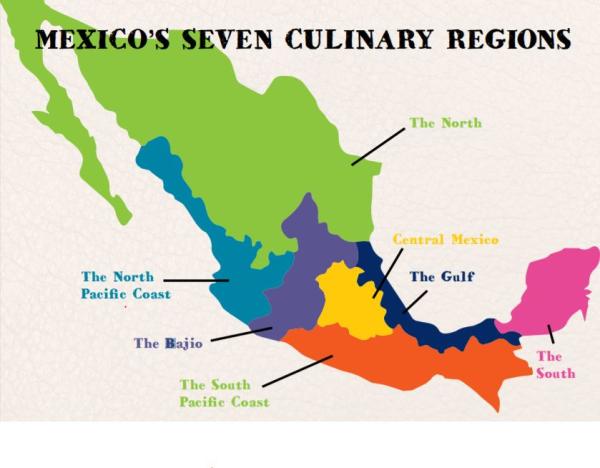 MEXICO'S SEVEN CULINARY REGIONS
The North
Central Mexico
The Gulf
The North
Pacific Coast
The Bajio
The
South
The South
Pacific Coast